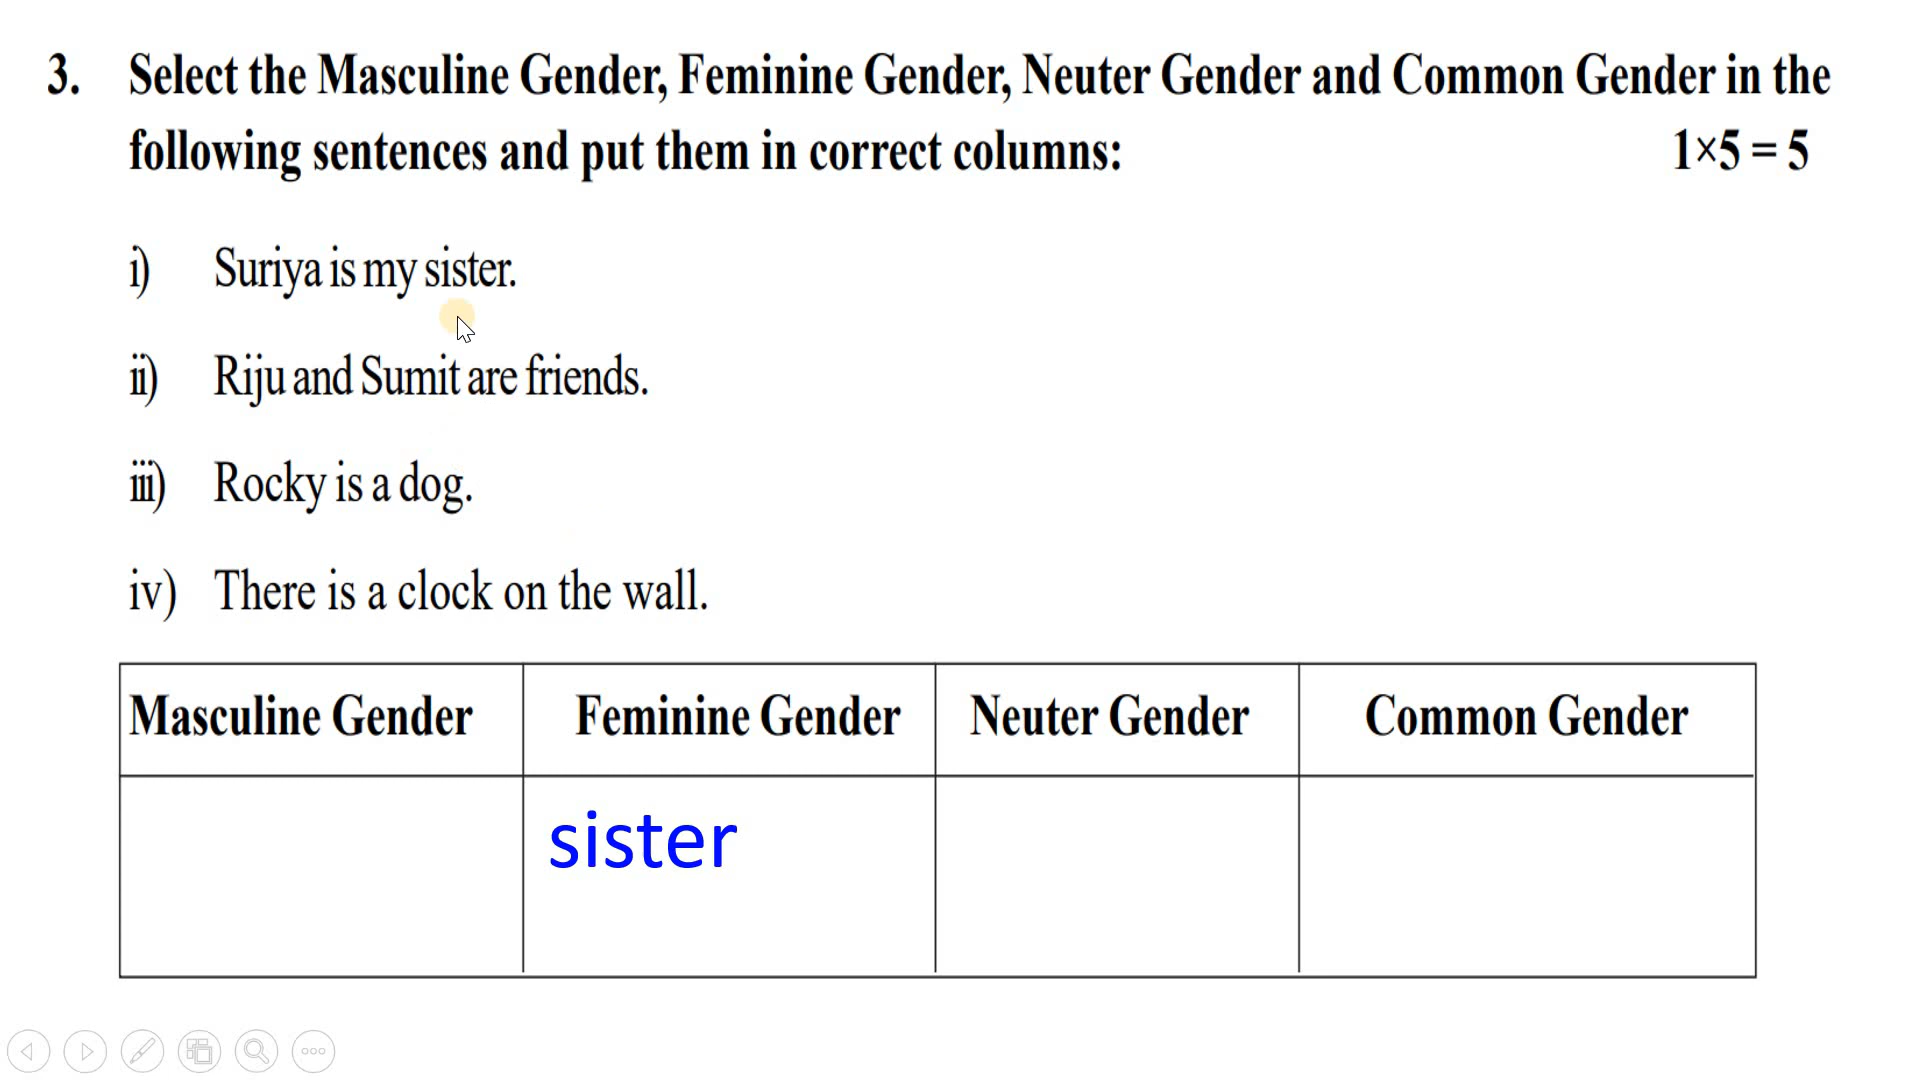 3. Select the Masculine Gender, Feminine Gender, Neuter Gender and Common Gender in the
following sentences and put them in correct columns: 1×5 = 5
i) Suriya is my sister.
ii) Riju and Sumit are friends.
iii) Rocky is a dog.
iv) There is a clock on the wall.
Masculine Gender Feminine Gender Neuter Gender Common Gender
sister